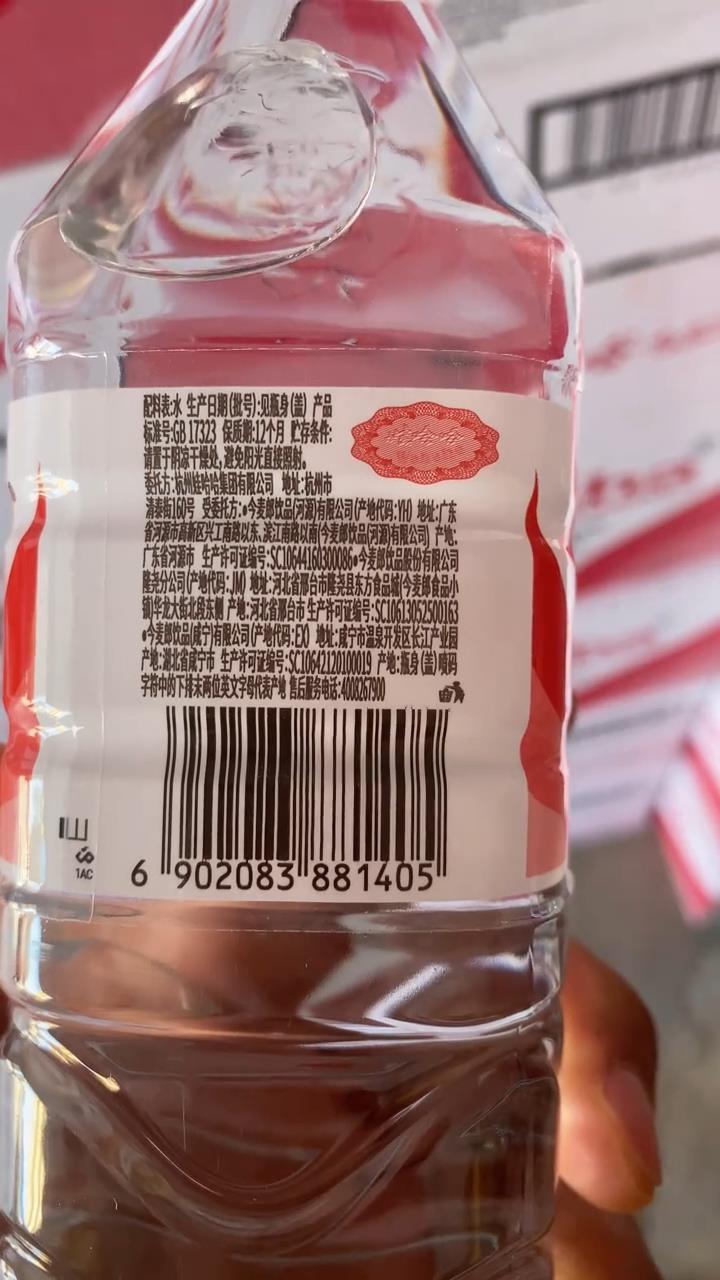 配料表:水 生产日期(批号):见瓶身(盖) 产品
标准号:GB 17323 保质期:12个月 贮存条件:
请置于阴凉干燥处,避免阳光直接照射。
委托方:杭州娃哈哈集团有限公司 地址:杭州市
清泰街160号 受委托方:●今麦郎饮品(河源)有限公司(产地代码:YH) 地址:广东
省河源市高新区兴工南路以东、滨江南路以南(今麦郎饮品(河源)有限公司) 产地:
广东省河源市 生产许可证编号:SC10644160300086●今麦郎饮品股份有限公司
隆尧分公司(产地代码:JM) 地址:河北省邢台市隆尧县东方食品城(今麦郎食品小
镇)华龙大街北段东侧 产地:河北省邢台市 生产许可证编号:SC10613052500163
●今麦郎饮品(咸宁)有限公司(产地代码:EX) 地址:咸宁市温泉开发区长江产业园
产地:湖北省咸宁市 生产许可证编号:SC10642120100019 产地:瓶身(盖)喷码
字符中的下排末两位英文字母代表产地 售后服务电话:4008267900
娃哈哈
1AC
6 902083 881405